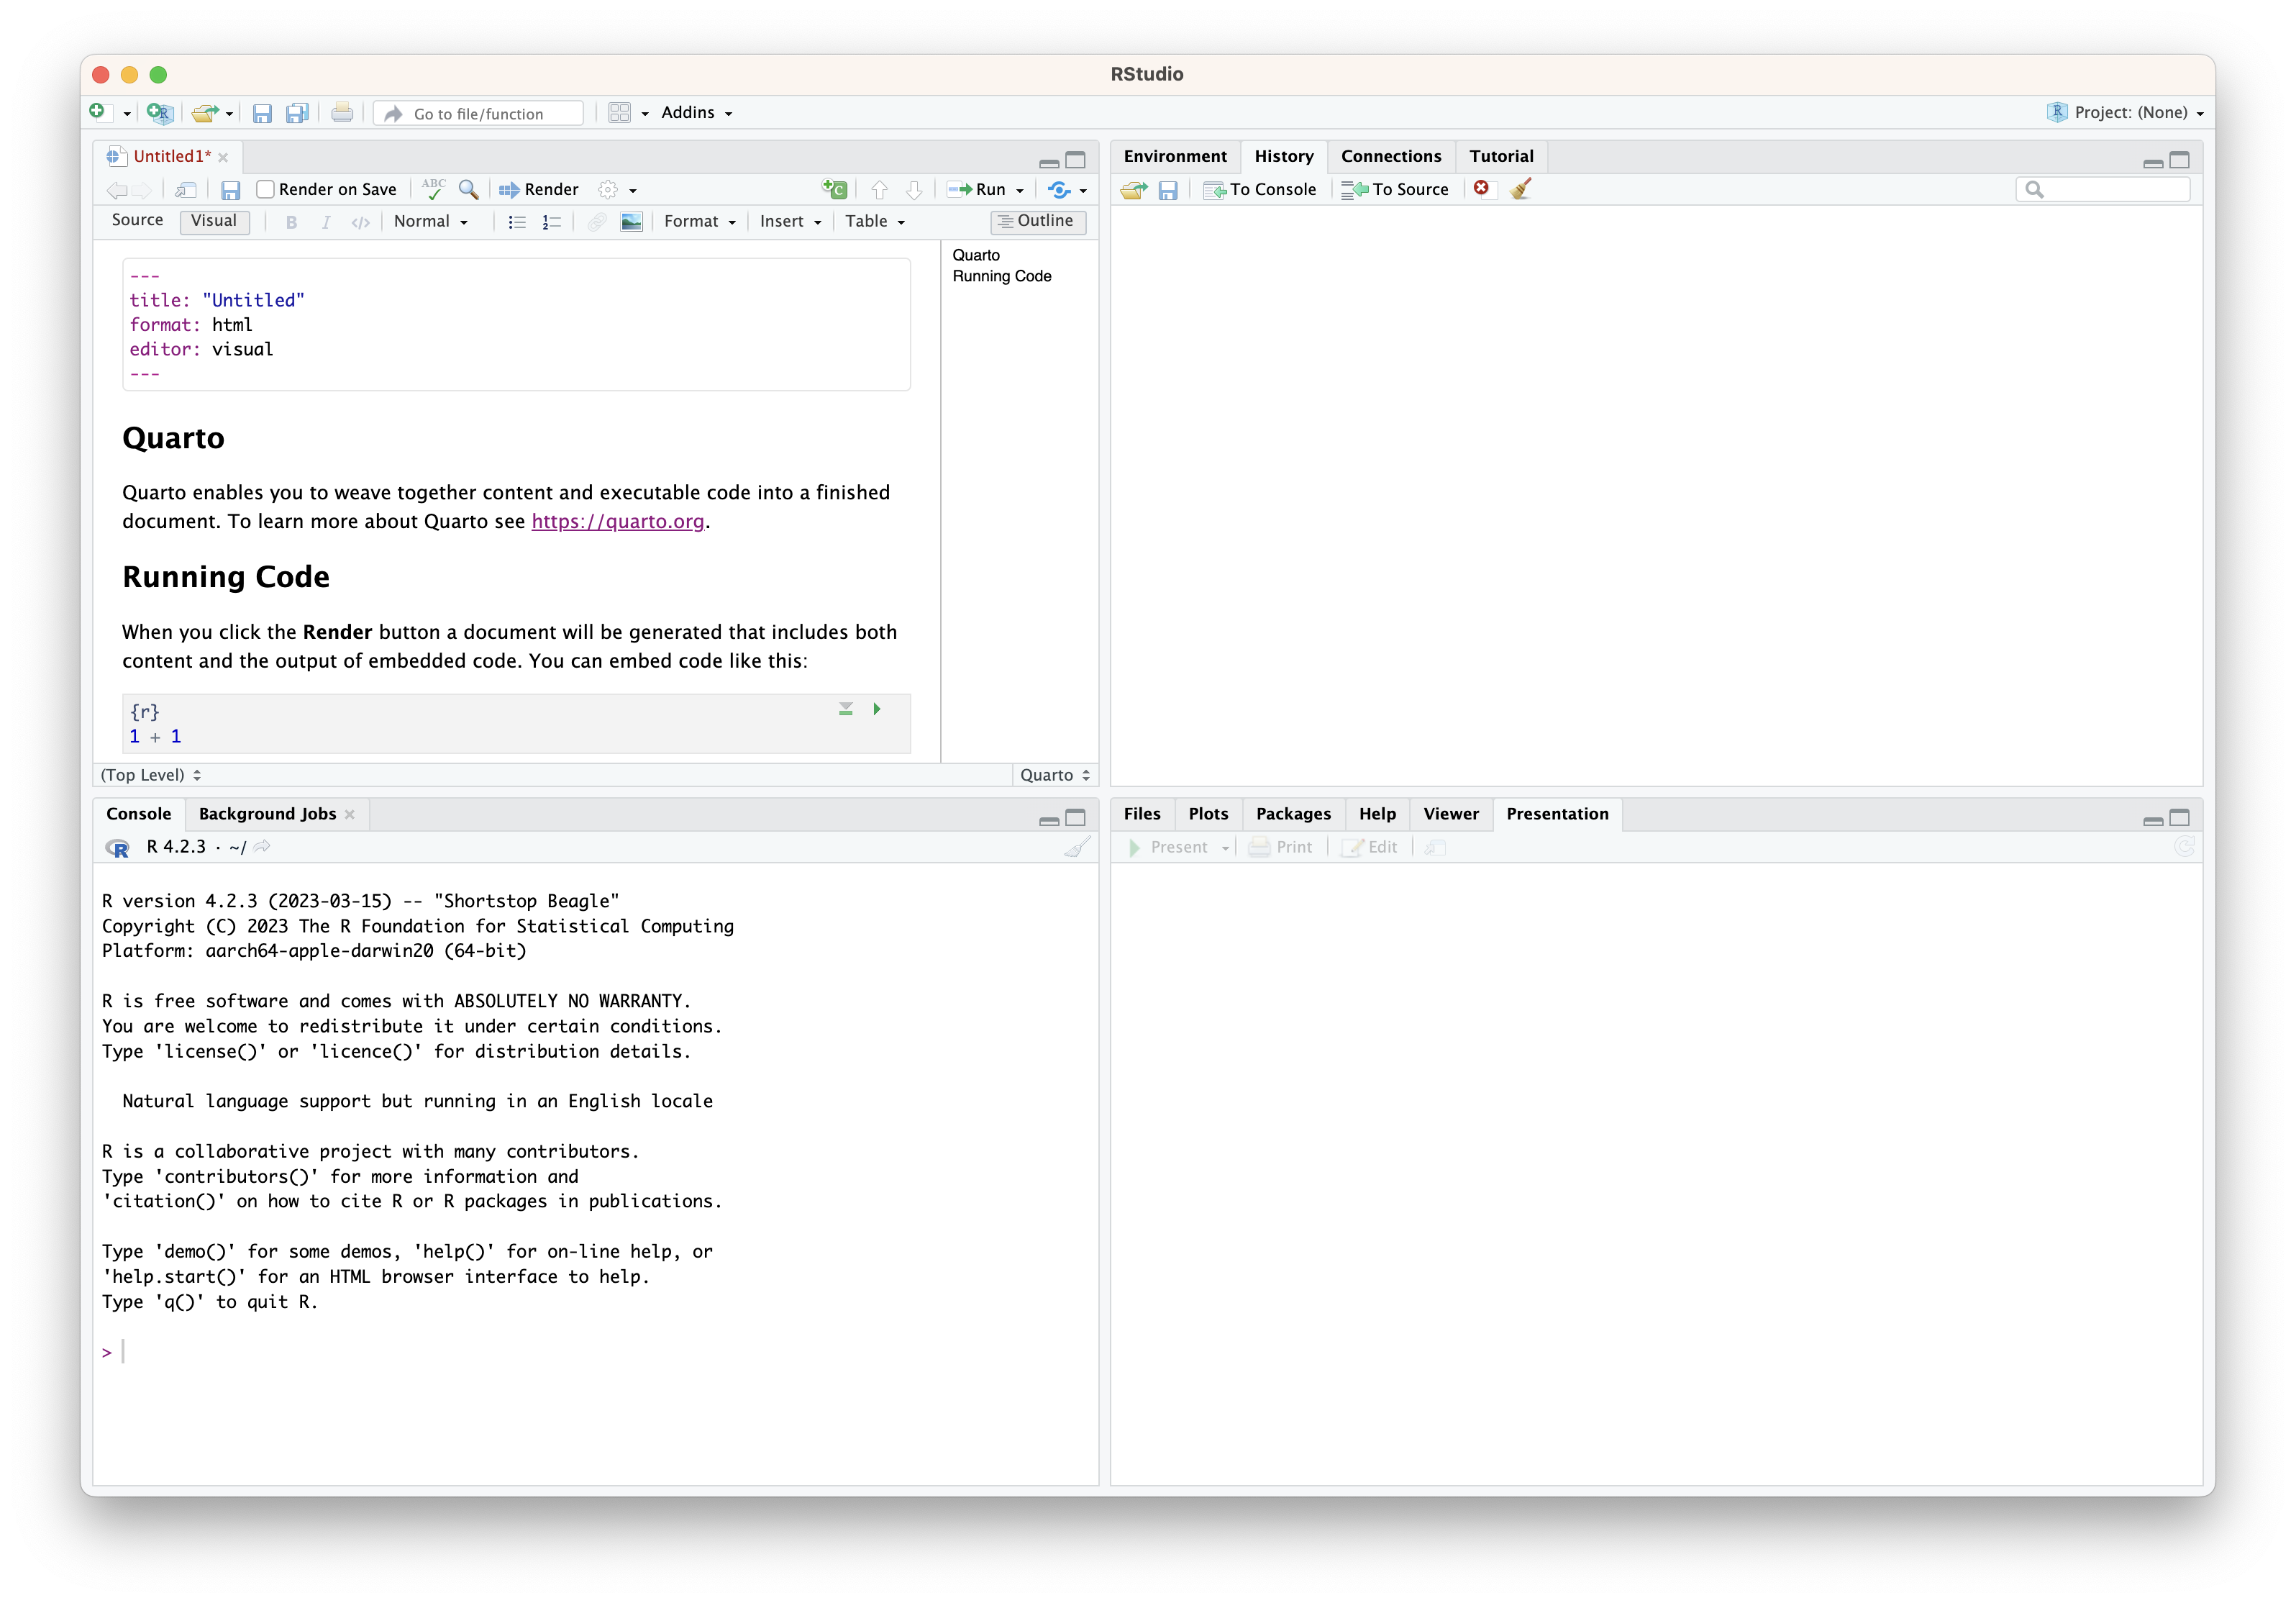 RStudio
Go to file/function
Addins
Project: (None)
Untitled1*
Render on Save
ABC
Render
Run
Source
Visual
B
I
</>
Normal
Format
Insert
Table
Outline
---
title: "Untitled"
format: html
editor: visual
---
Quarto
Quarto enables you to weave together content and executable code into a finished
document. To learn more about Quarto see https://quarto.org.
Running Code
When you click the Render button a document will be generated that includes both
content and the output of embedded code. You can embed code like this:
{r}
1 + 1
Quarto
Running Code
(Top Level)
Quarto
Environment
History
Connections
Tutorial
To Console
To Source
Console
Background Jobs
R 4.2.3 · ~/
R version 4.2.3 (2023-03-15) -- "Shortstop Beagle"
Copyright (C) 2023 The R Foundation for Statistical Computing
Platform: aarch64-apple-darwin20 (64-bit)
R is free software and comes with ABSOLUTELY NO WARRANTY.
You are welcome to redistribute it under certain conditions.
Type 'license()' or 'licence()' for distribution details.
Natural language support but running in an English locale
R is a collaborative project with many contributors.
Type 'contributors()' for more information and
'citation()' on how to cite R or R packages in publications.
Type 'demo()' for some demos, 'help()' for on-line help, or
'help.start()' for an HTML browser interface to help.
Type 'q()' to quit R.
>
Files
Plots
Packages
Help
Viewer
Presentation
Present
Print
Edit